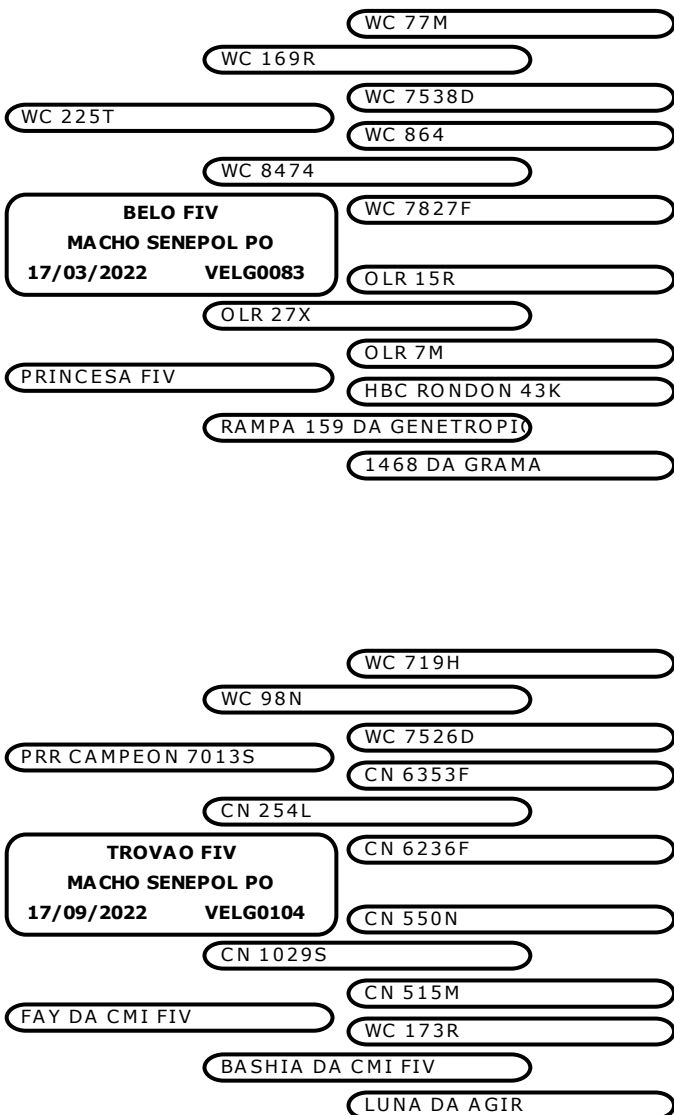 WC 77M
WC 169R
WC 7538D
WC 225T
WC 864
WC 8474
BELO FIV
MACHO SENEPOL PO
17/03/2022 VELG0083
WC 7827F
OLR 15R
OLR 27X
OLR 7M
PRINCESA FIV
HBC RONDON 43K
RAMPA 159 DA GENETROPIC
1468 DA GRAMA
WC 719H
WC 98N
WC 7526D
PRR CAMPEON 7013S
CN 6353F
CN 254L
TROVAO FIV
MACHO SENEPOL PO
17/09/2022 VELG0104
CN 6236F
CN 550N
CN 1029S
CN 515M
FAY DA CMI FIV
WC 173R
BASHIA DA CMI FIV
LUNA DA AGIR